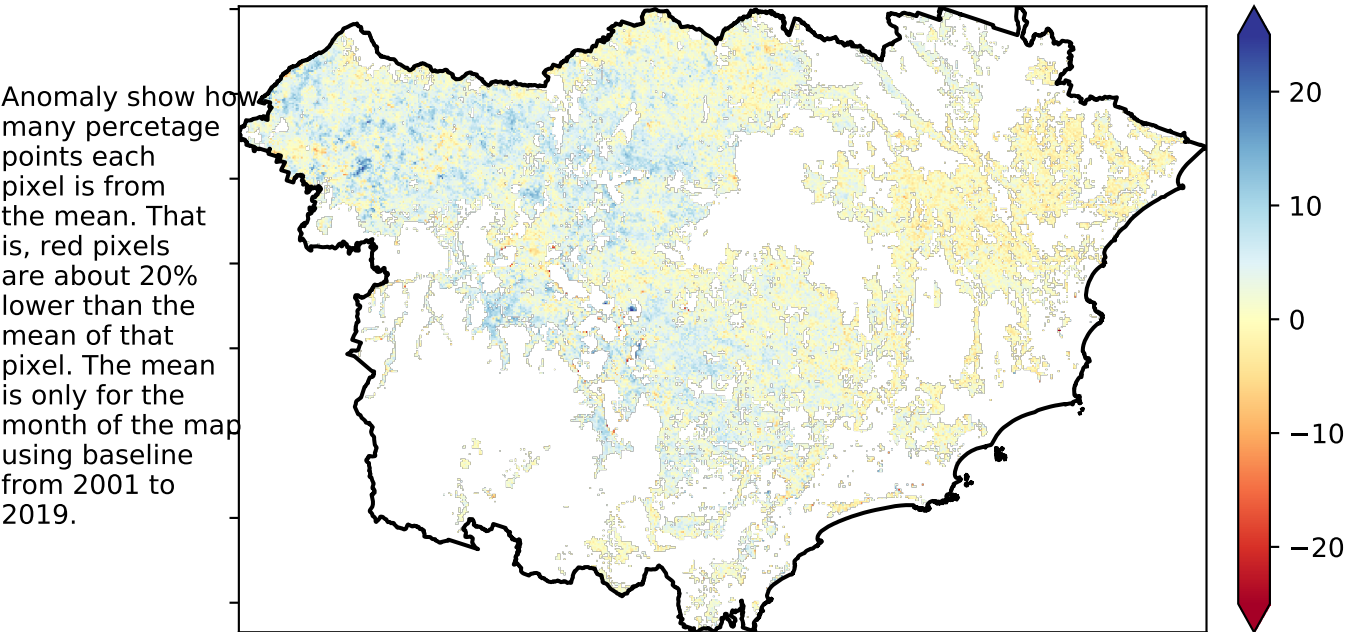 Anomaly show how
many percetage
points each
pixel is from
the mean. That
is, red pixels
are about 20%
lower than the
mean of that
pixel. The mean
is only for the
month of the map
using baseline
from 2001 to
2019.
20
10
0
−10
−20